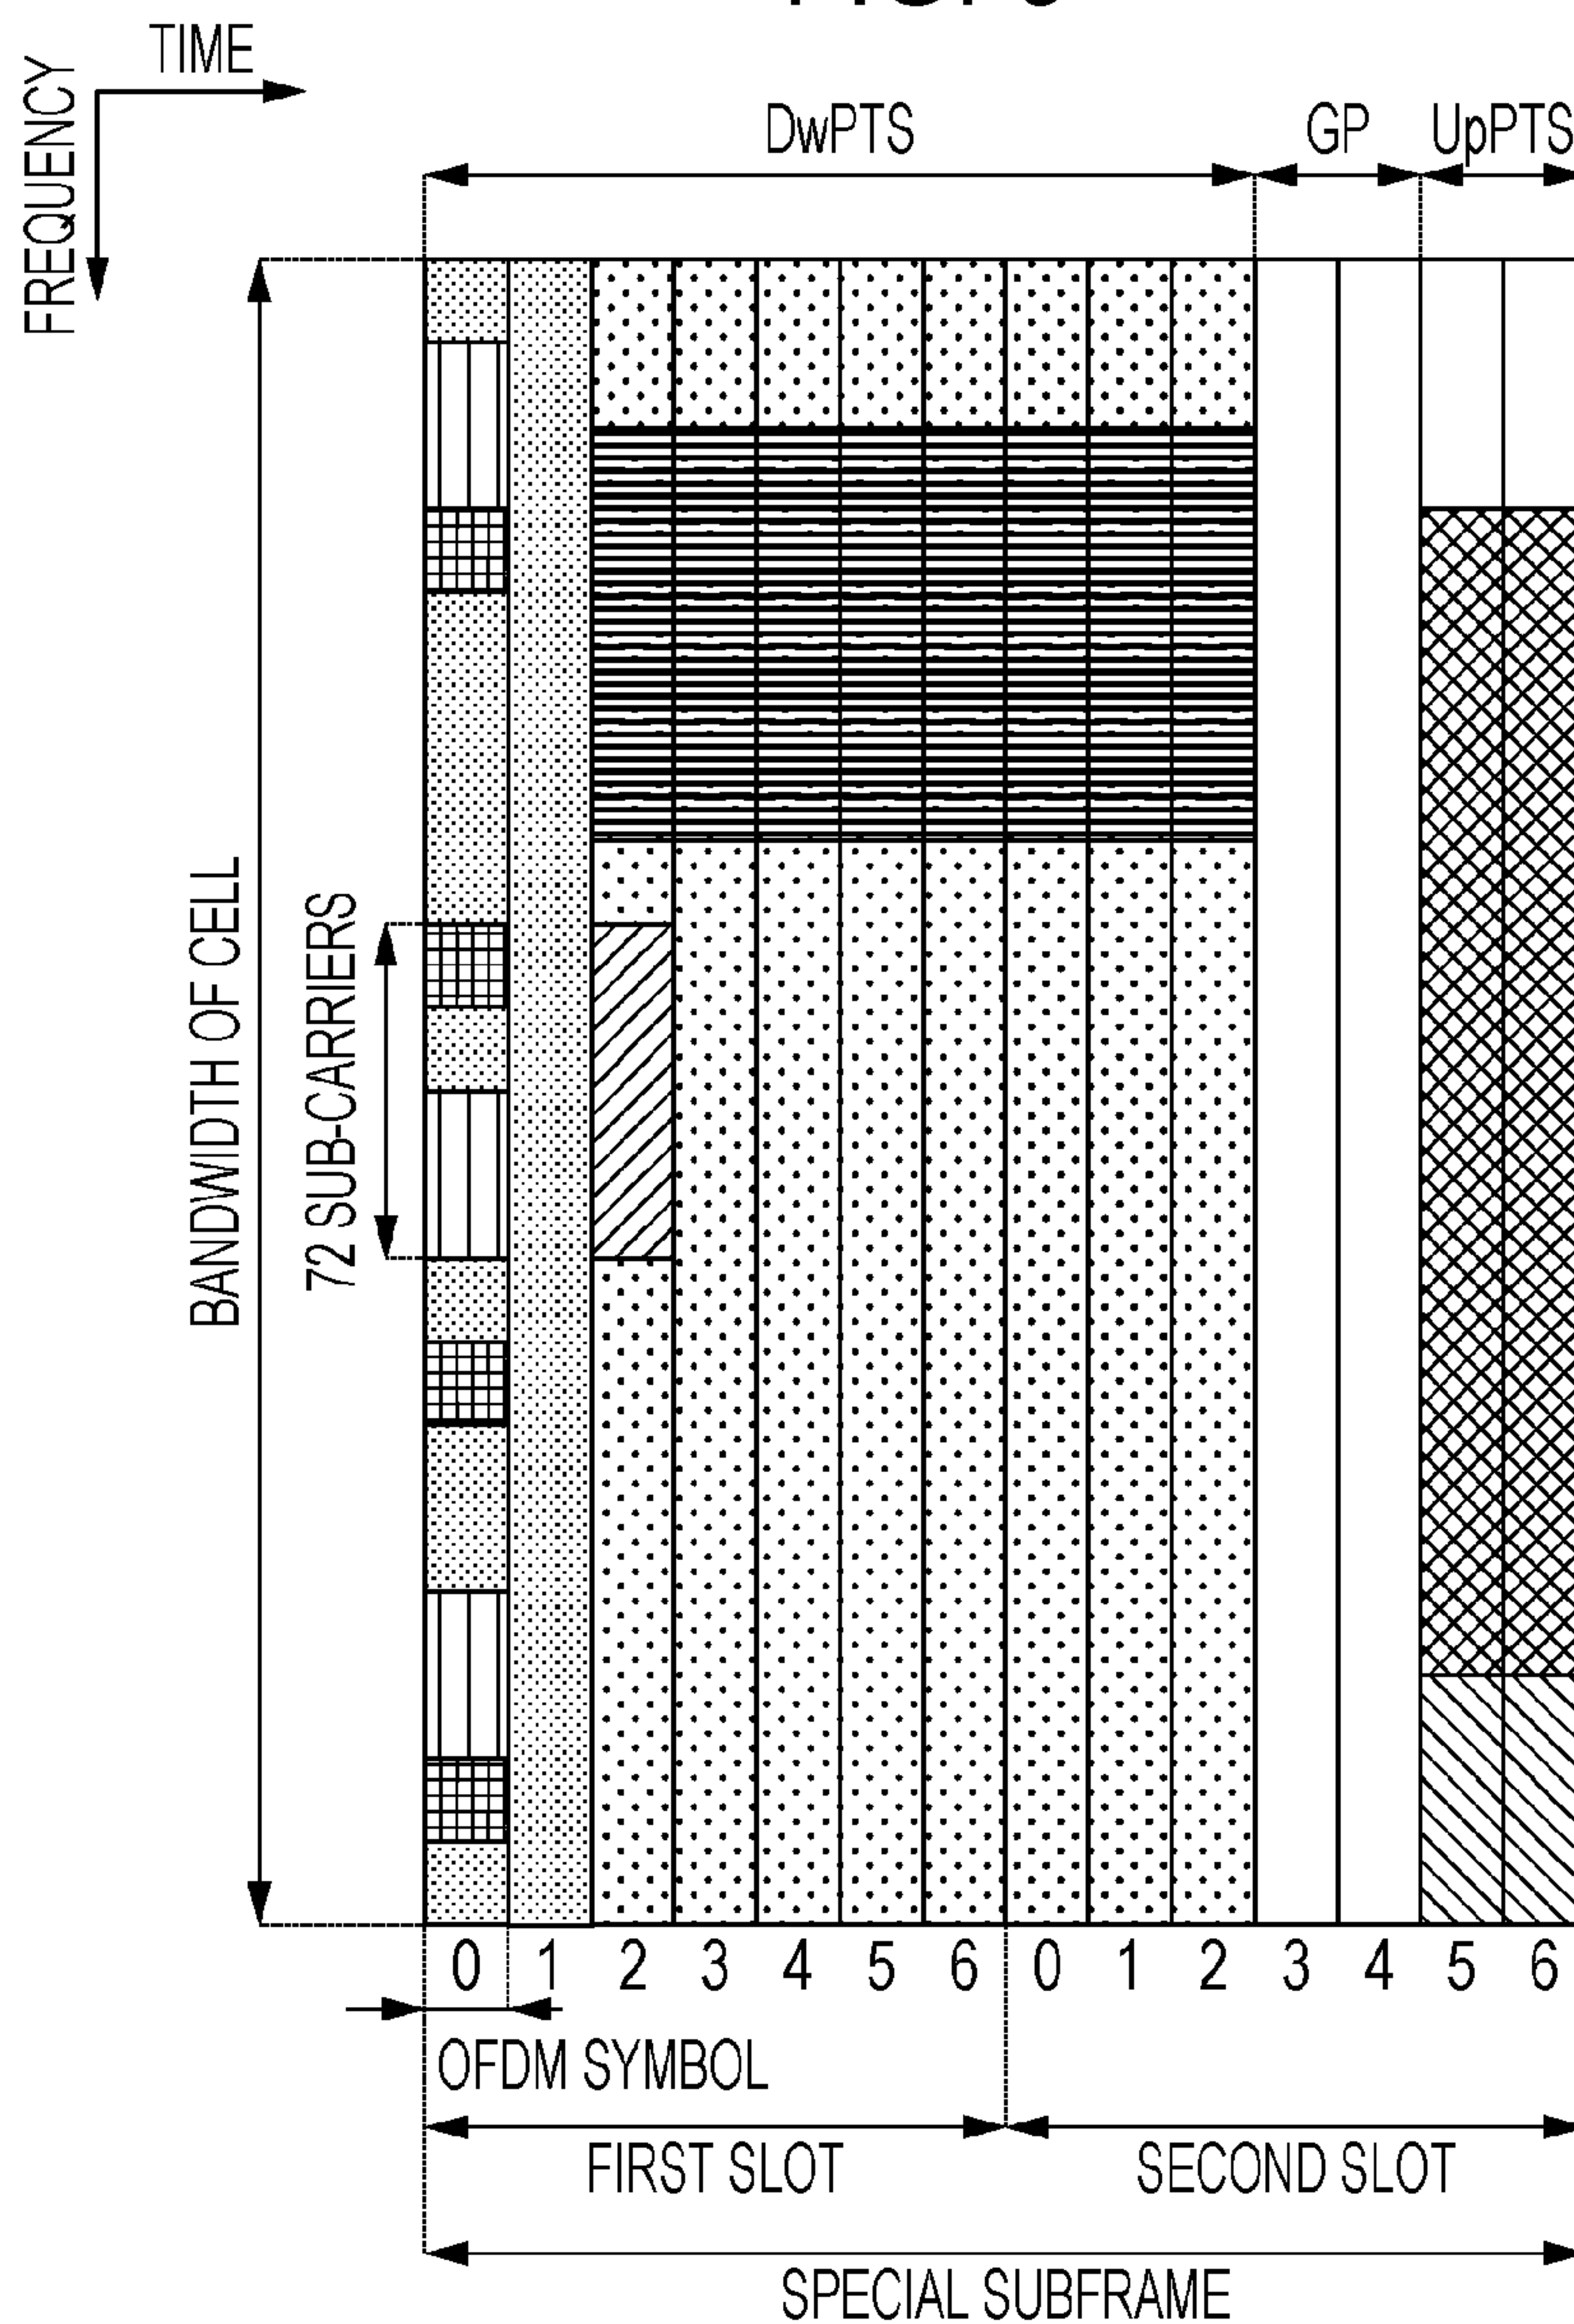 TIME
FREQUENCY
DwPTS GP UpPTS
BANDWIDTH OF CELL
72 SUB-CARRIERS
0 1 2 3 4 5 6 0 1 2 3 4 5 6
OFDM SYMBOL
FIRST SLOT SECOND SLOT
SPECIAL SUBFRAME